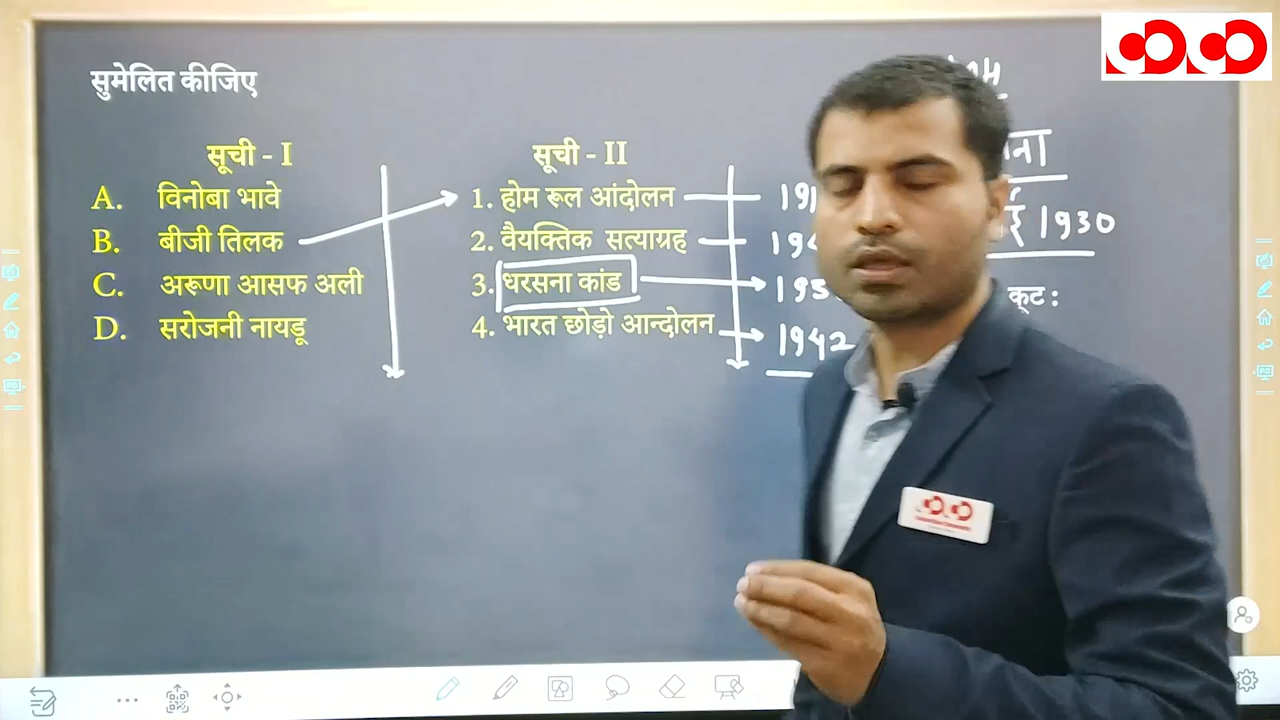 सुमेलित कीजिए
सूची - I
A. विनोबा भावे
B. बीजी तिलक
C. अरूणा आसफ अली
D. सरोजनी नायडू
सूची - II
1. होम रूल आंदोलन
2. वैयक्तिक सत्याग्रह
3. धरसना कांड
4. भारत छोड़ो आन्दोलन
1942
1930
कूट :